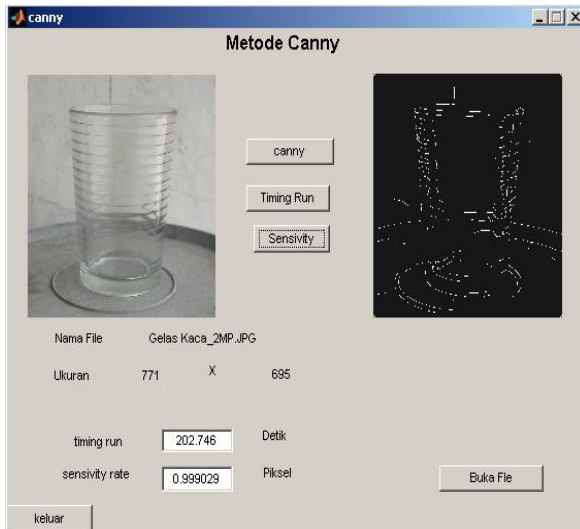 canny
Metode Canny
canny
Timing Run
Sensivity
Nama File Gelas Kaca_2MP.JPG
Ukuran 771 X 695
timing run 202.746 Detik
sensivity rate 0.999029 Piksel
Buka Fle
keluar